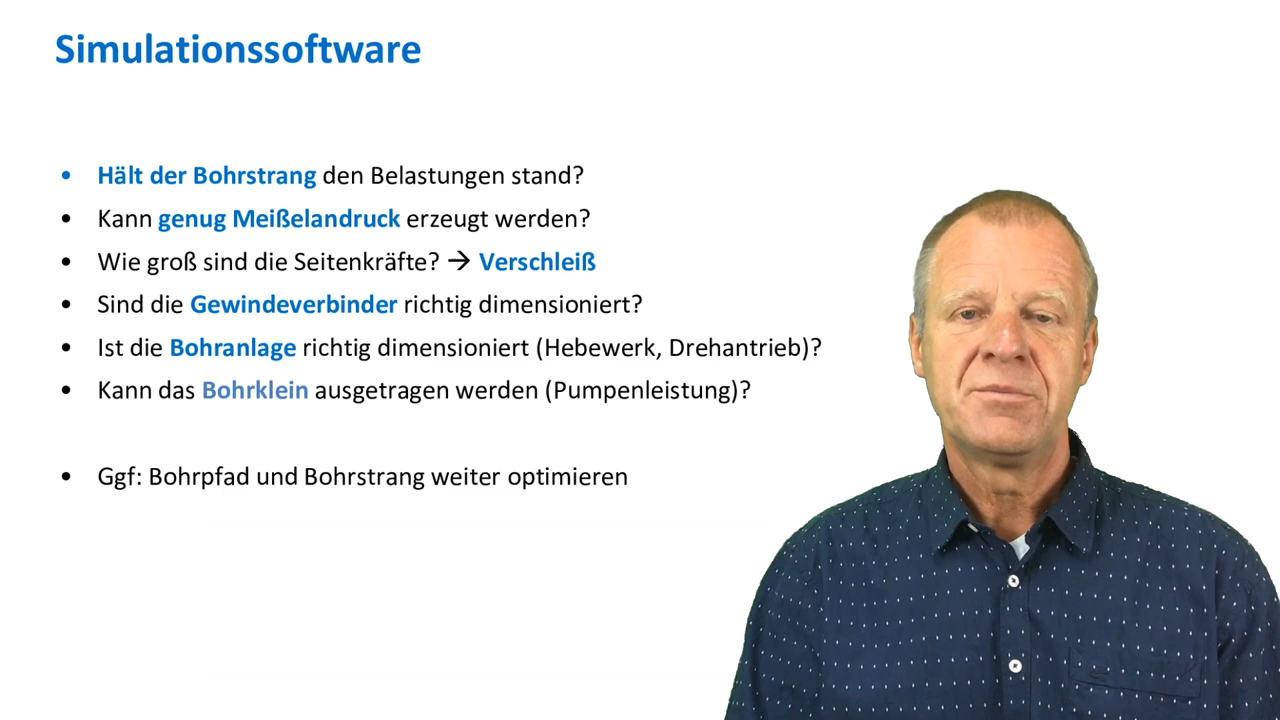 Simulationssoftware
• Hält der Bohrstrang den Belastungen stand?
• Kann genug Meißelandruck erzeugt werden?
• Wie groß sind die Seitenkräfte? → Verschleiß
• Sind die Gewindeverbinder richtig dimensioniert?
• Ist die Bohranlage richtig dimensioniert (Hebewerk, Drehantrieb)?
• Kann das Bohrklein ausgetragen werden (Pumpenleistung)?
• Ggf: Bohrpfad und Bohrstrang weiter optimieren